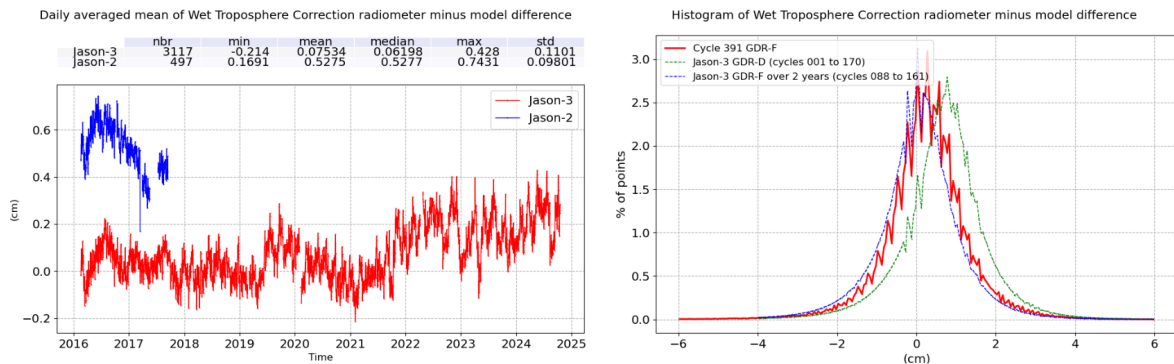 Daily averaged mean of Wet Troposphere Correction radiometer minus model difference
nbr min mean median max std
Jason-3 3117 -0.214 0.07534 0.06198 0.428 0.1101
Jason-2 497 0.1691 0.5275 0.5277 0.7431 0.09801
Jason-3
Jason-2
0.6
0.4
0.2
0.0
−0.2
(cm)
2016 2017 2018 2019 2020 2021 2022 2023 2024 2025
Time
Histogram of Wet Troposphere Correction radiometer minus model difference
Cycle 391 GDR-F
Jason-3 GDR-D (cycles 001 to 170)
Jason-3 GDR-F over 2 years (cycles 088 to 161)
3.0
2.5
2.0
1.5
1.0
0.5
0.0
% of points
−6 −4 −2 0 2 4 6
(cm)